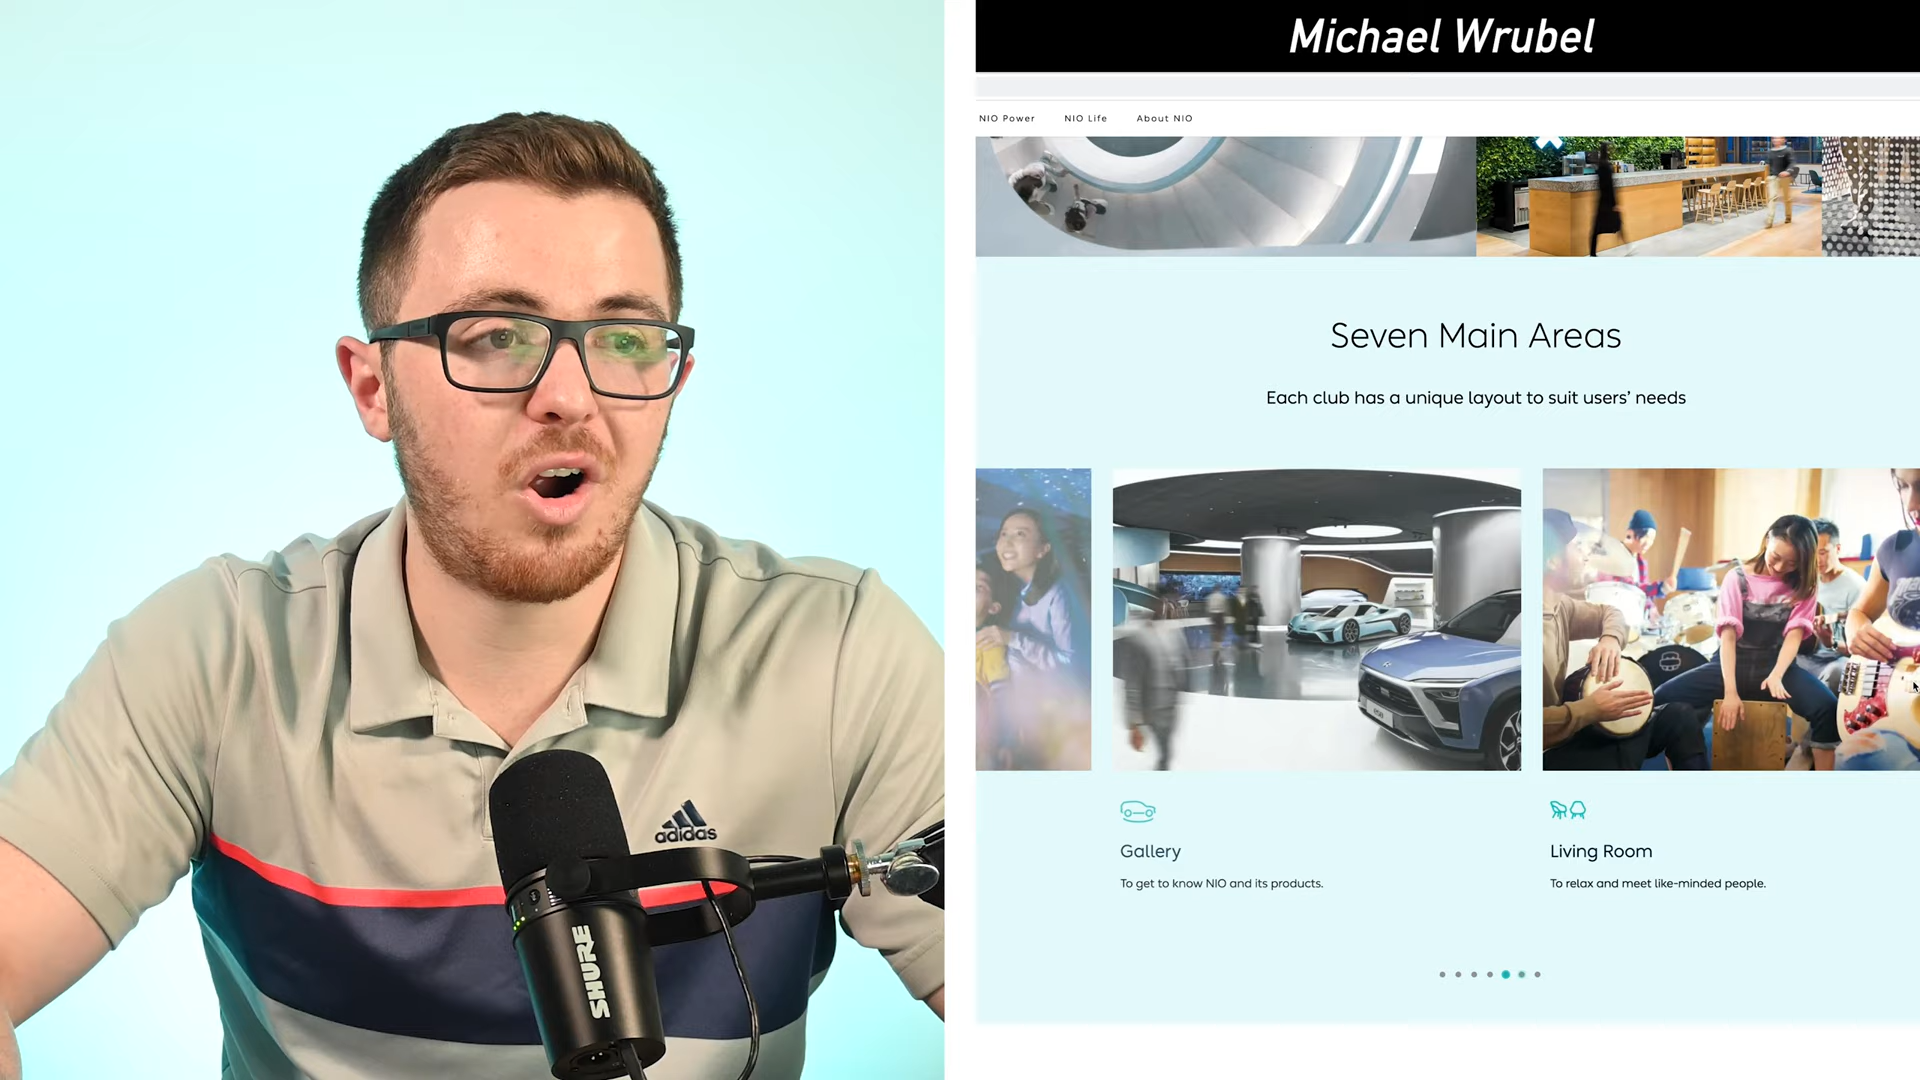 Michael Wrubel
NIO Power NIO Life About NIO
Seven Main Areas
Each club has a unique layout to suit users’ needs
Gallery
To get to know NIO and its products.
Living Room
To relax and meet like-minded people.
adidas
SHURE